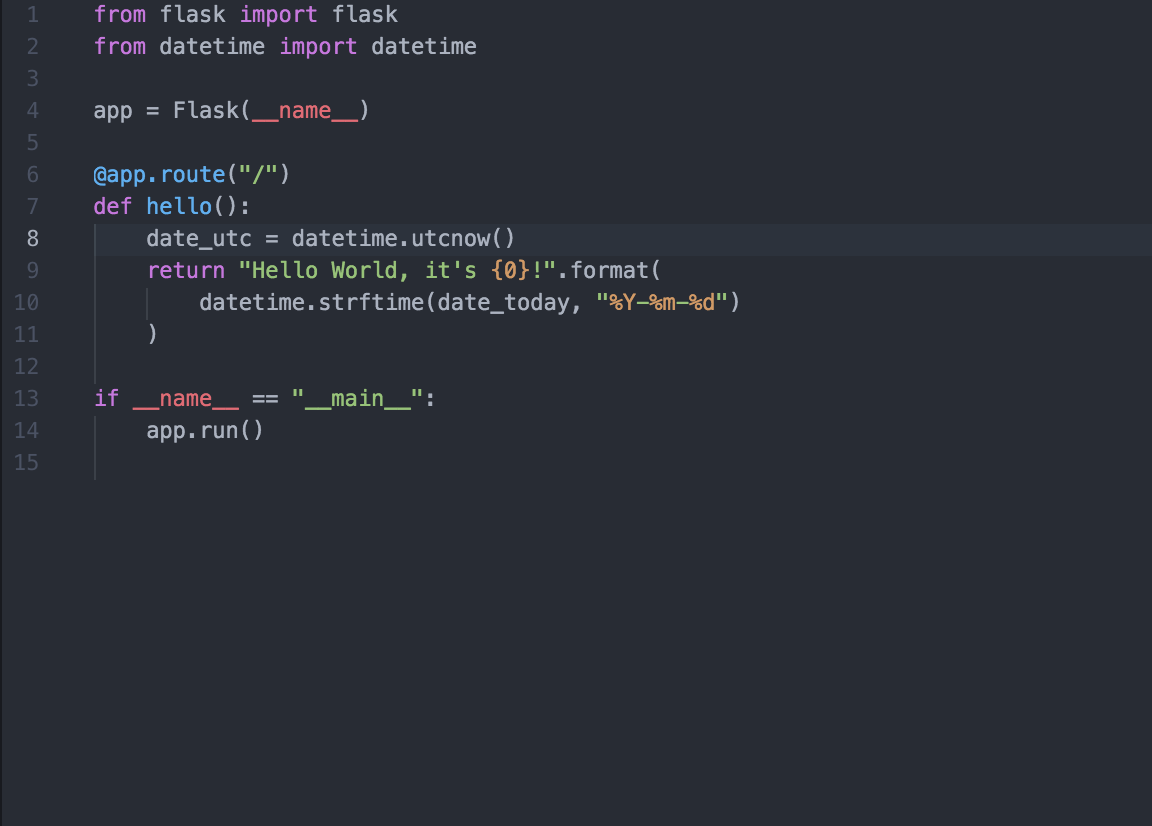 1 from flask import flask
2 from datetime import datetime
3
4 app = Flask(__name__)
5
6 @app.route("/")
7 def hello():
8     date_utc = datetime.utcnow()
9     return "Hello World, it's {0}!".format(
10         datetime.strftime(date_today, "%Y-%m-%d")
11     )
12
13 if __name__ == "__main__":
14     app.run()
15